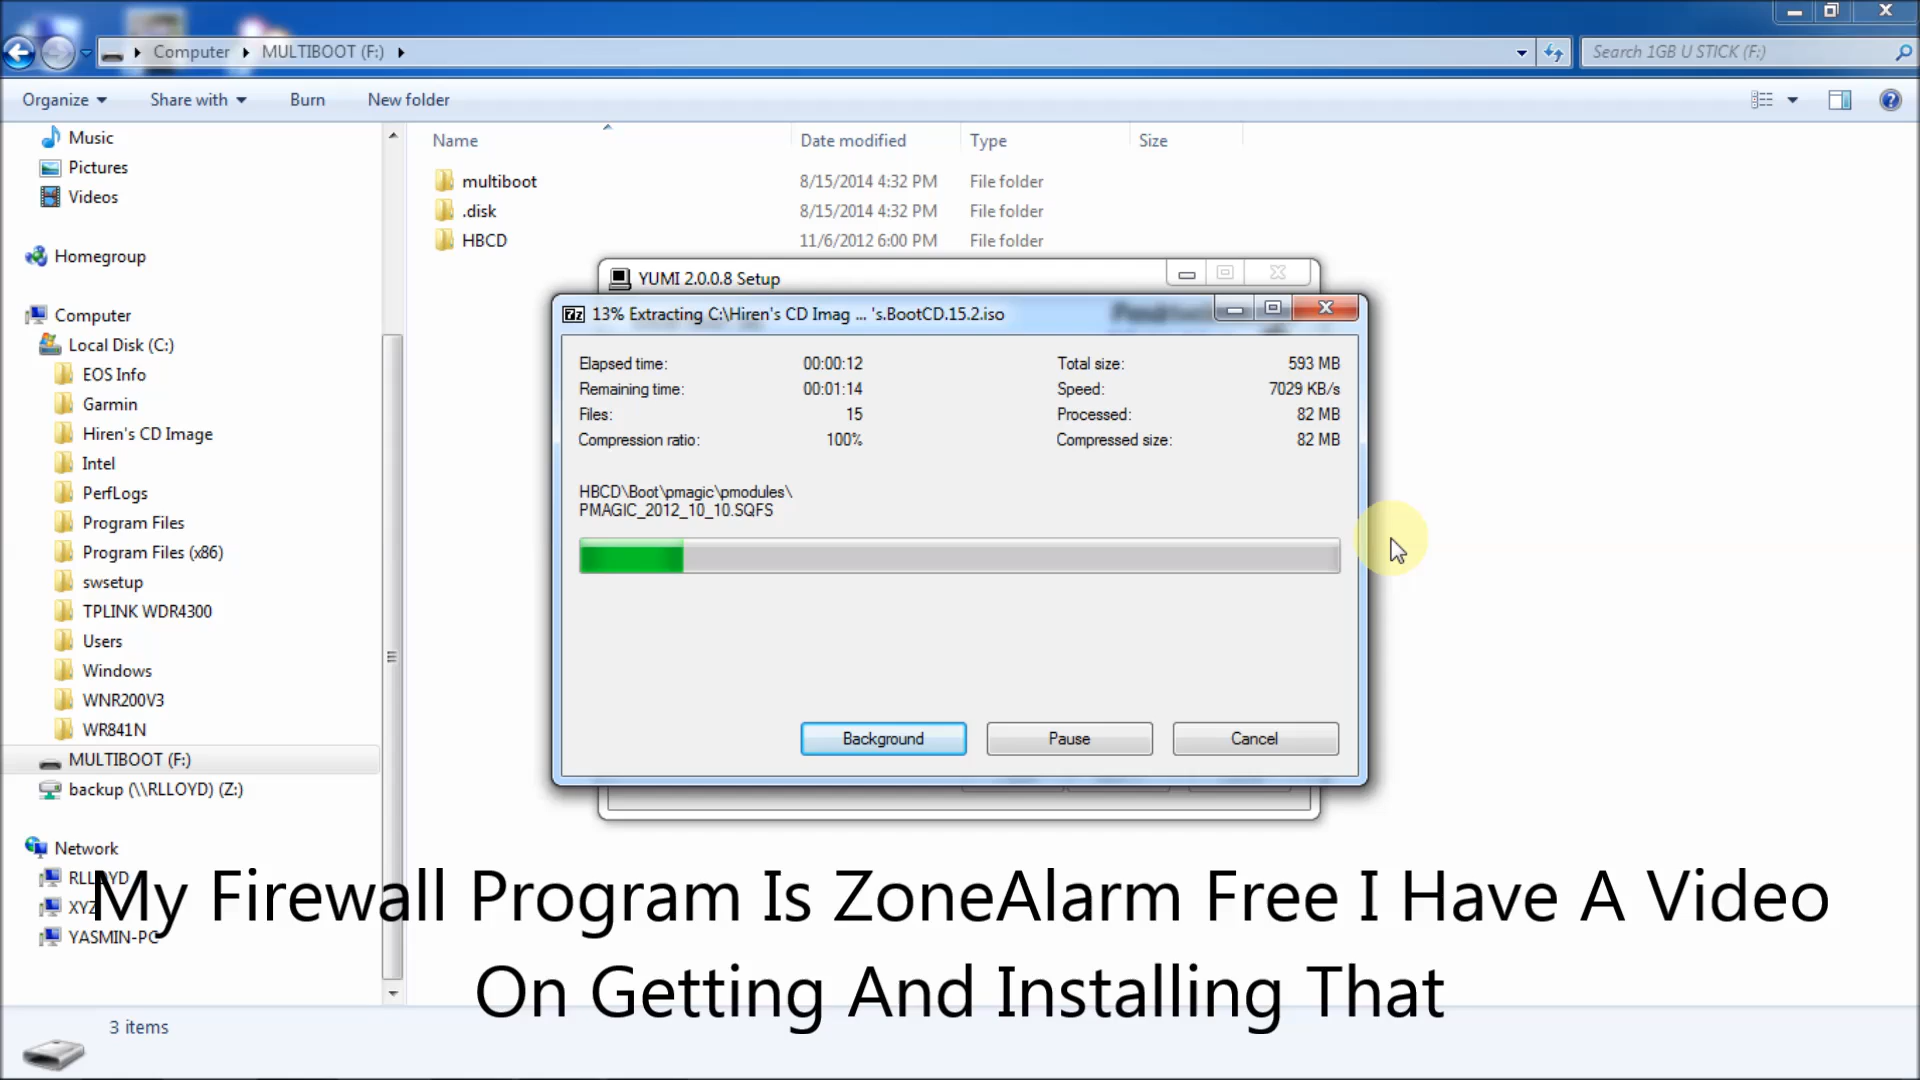 Computer MULTIBOOT (F:)
Search 1GB U STICK (F:)
Organize Share with Burn New folder
Music
Pictures
Videos
Homegroup
Computer
Local Disk (C:)
EOS Info
Garmin
Hiren's CD Image
Intel
PerfLogs
Program Files
Program Files (x86)
swsetup
TPLINK WDR4300
Users
Windows
WNR200V3
WR841N
MULTIBOOT (F:)
backup (\\RLLOYD) (Z:)
Network
RLLOYD
XYZ
YASMIN-PC
Name Date modified Type Size
multiboot 8/15/2014 4:32 PM File folder
.disk 8/15/2014 4:32 PM File folder
HBCD 11/6/2012 6:00 PM File folder
YUMI 2.0.0.8 Setup
7z 13% Extracting C:\Hiren's CD Imag ... 's.BootCD.15.2.iso
Elapsed time: 00:00:12 Total size: 593 MB
Remaining time: 00:01:14 Speed: 7029 KB/s
Files: 15 Processed: 82 MB
Compression ratio: 100% Compressed size: 82 MB
HBCD\Boot\pmagic\pmodules\
PMAGIC_2012_10_10.SQFS
Background Pause Cancel
My Firewall Program Is ZoneAlarm Free I Have A Video
On Getting And Installing That
3 items